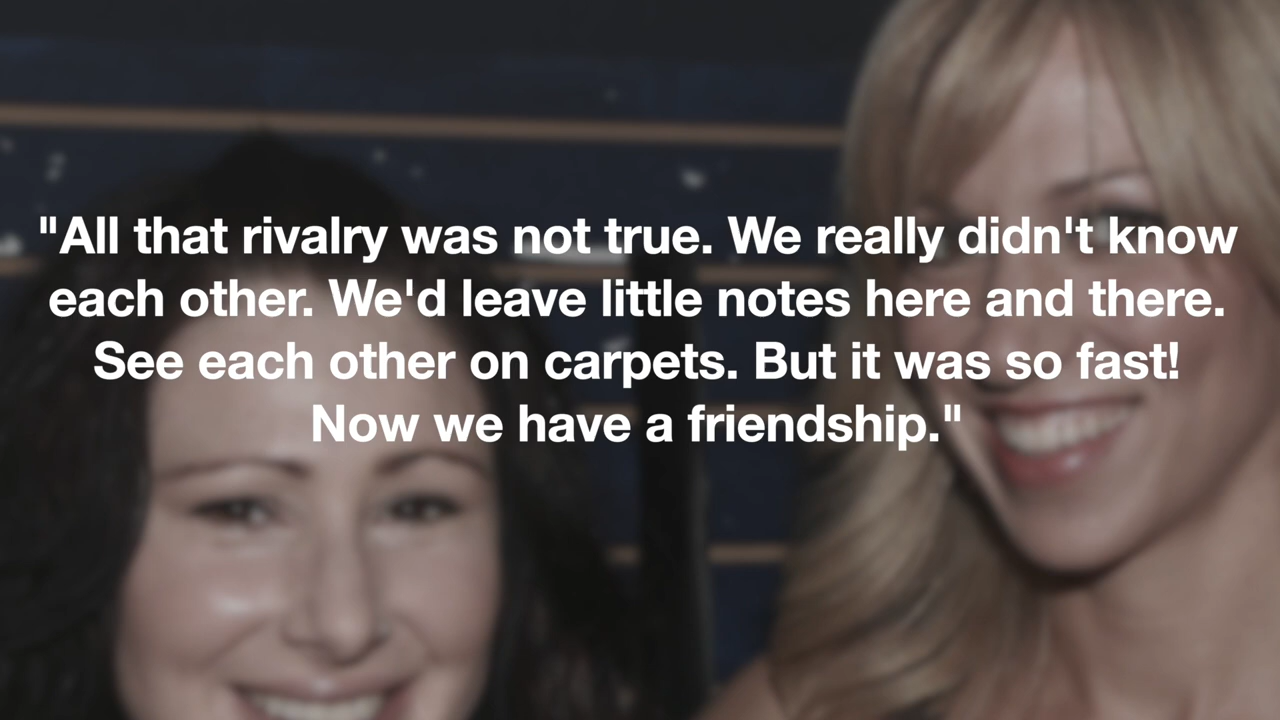 "All that rivalry was not true. We really didn't know
each other. We'd leave little notes here and there.
See each other on carpets. But it was so fast!
Now we have a friendship."